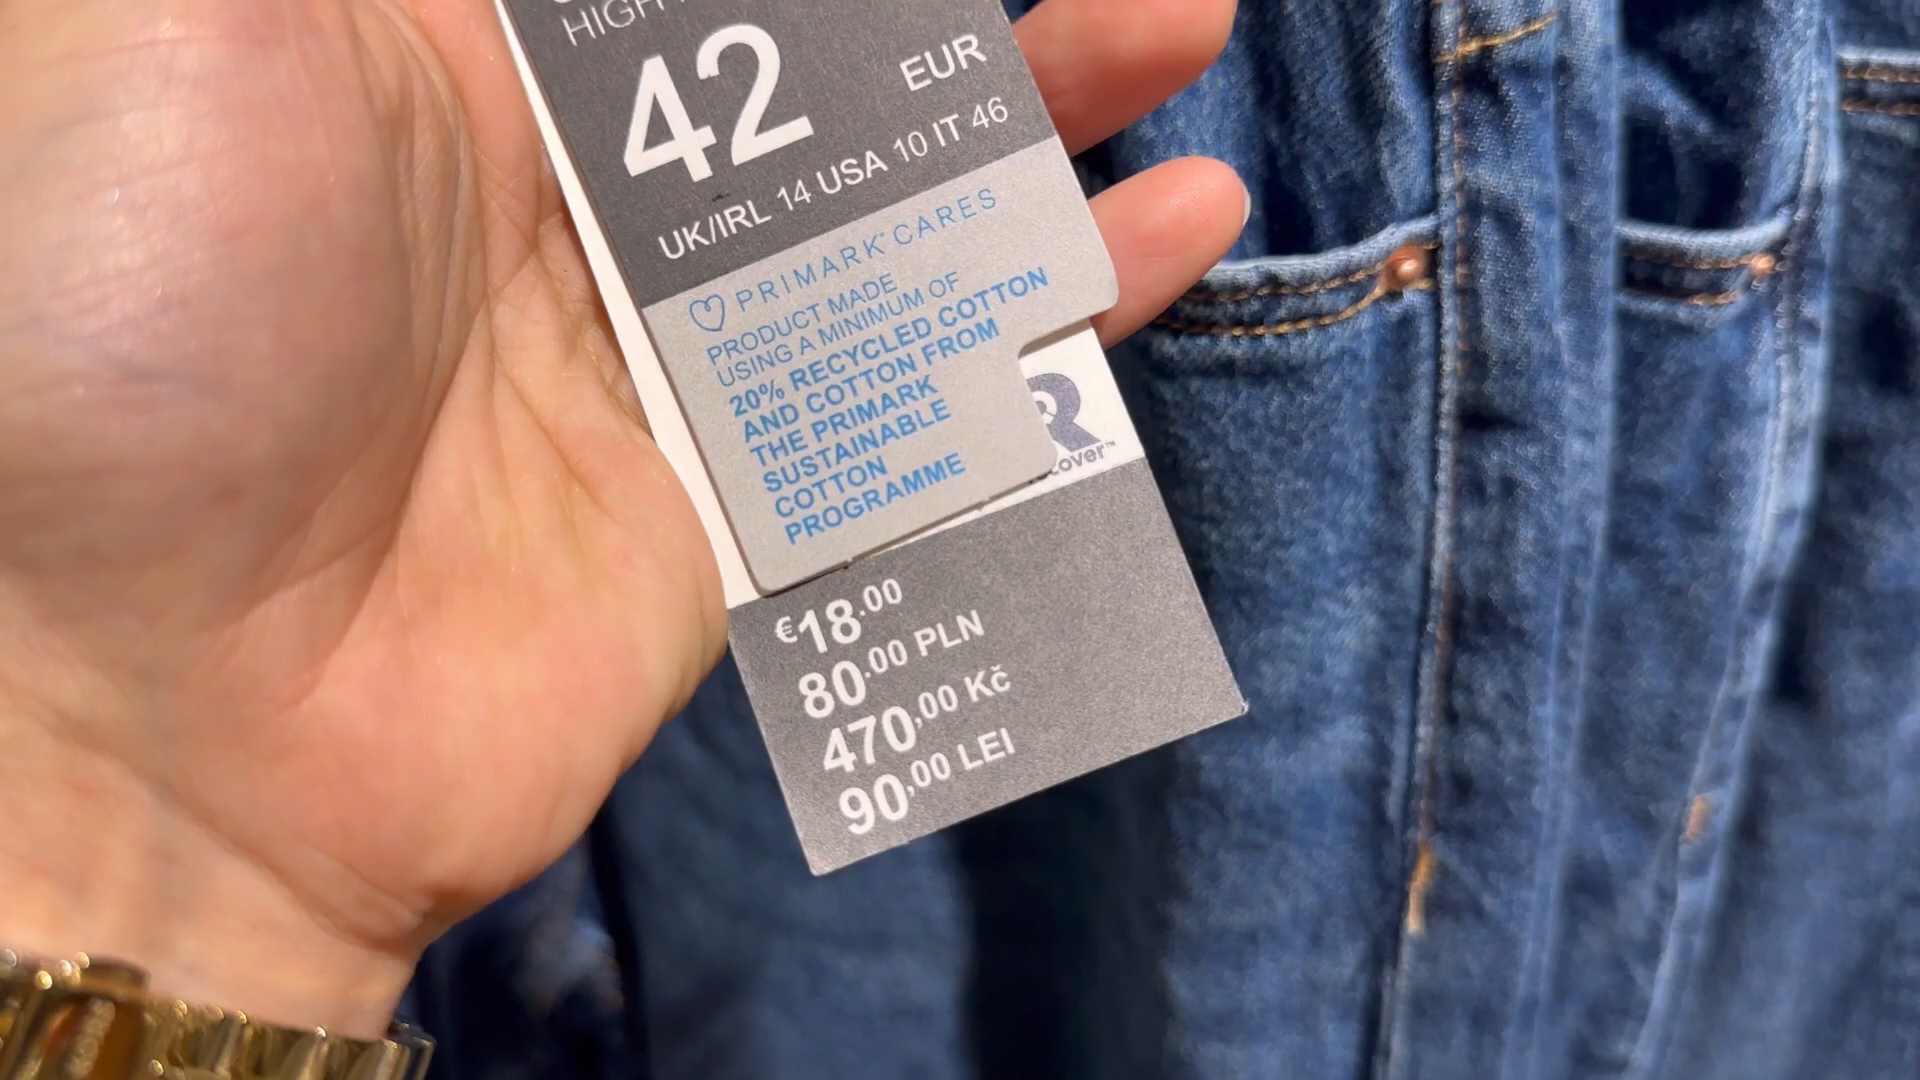 HIGH
42 EUR
UK/IRL 14 USA 10 IT 46
PRIMARK CARES
PRODUCT MADE
USING A MINIMUM OF
20% RECYCLED COTTON
AND COTTON FROM
THE PRIMARK
SUSTAINABLE
COTTON
PROGRAMME
R
cover™
€18.00
80.00 PLN
470,00 Kč
90,00 LEI